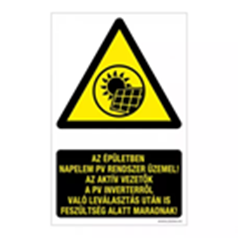 AZ ÉPÜLETBEN
NAPELEM PV RENDSZER ÜZEMEL!
AZ AKTÍV VEZETŐK
A PV INVERTERRŐL
VALÓ LEVÁLASZTÁS UTÁN IS
FESZÜLTSÉG ALATT MARADNAK!